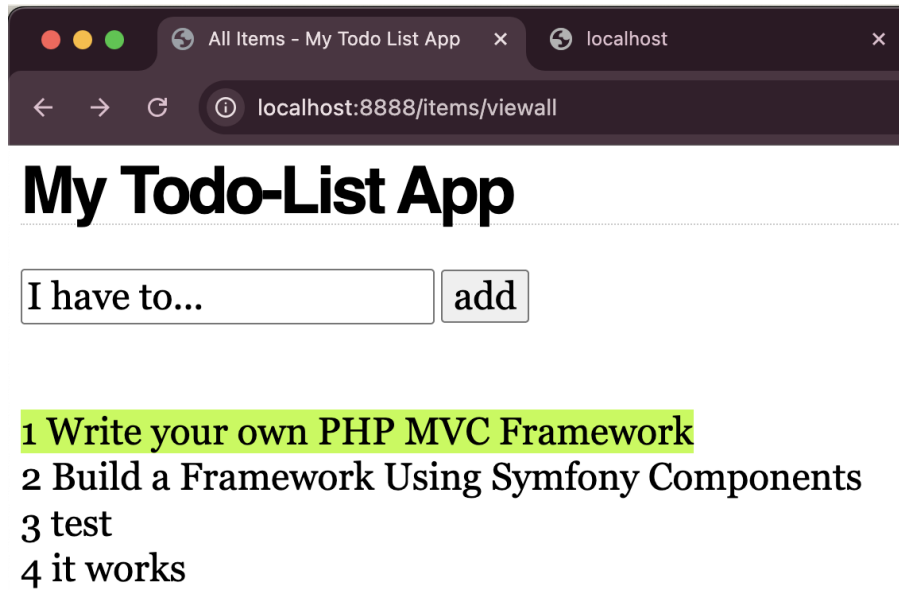 All Items - My Todo List App
localhost
localhost:8888/items/viewall
My Todo-List App
I have to... add
1 Write your own PHP MVC Framework
2 Build a Framework Using Symfony Components
3 test
4 it works